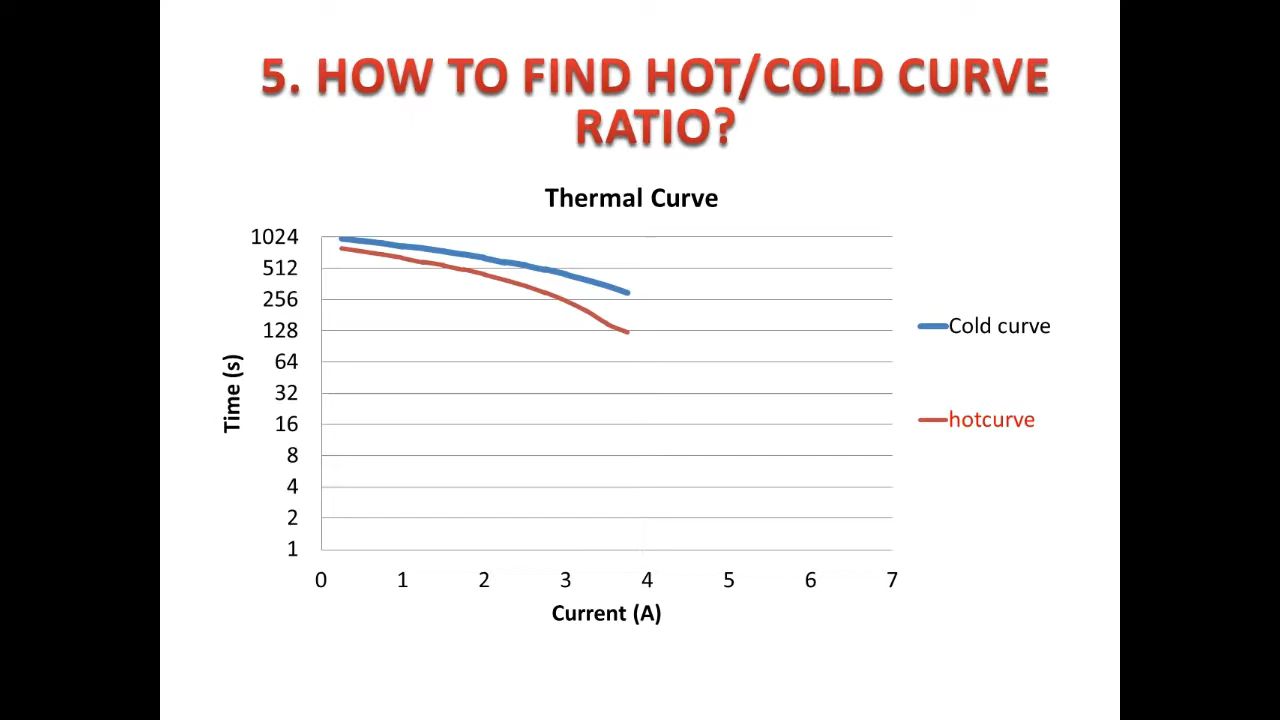 5. HOW TO FIND HOT/COLD CURVE
RATIO?
Thermal Curve
1024
512
256
128
64
32
16
8
4
2
1
Time (s)
0 1 2 3 4 5 6 7
Current (A)
Cold curve
hotcurve